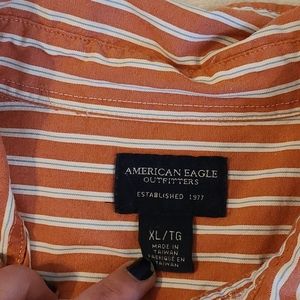 AMERICAN EAGLE
OUTFITTERS
ESTABLISHED 1977
XL/TG
MADE IN
TAIWAN
FABRIQUÉ EN
TAIWAN